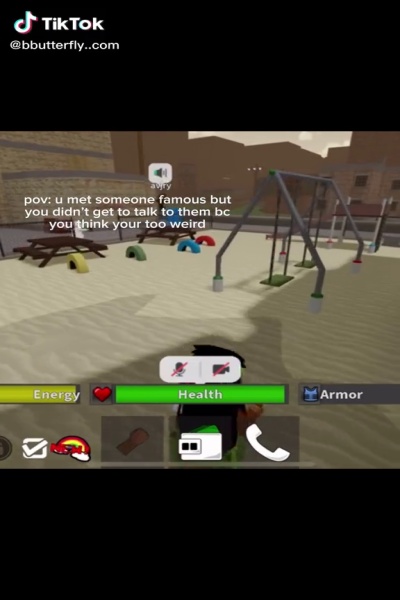 TikTok
@bbutterfly..com
avjry
pov: u met someone famous but
you didn't get to talk to them bc
you think your too weird
Energy
Health
Armor